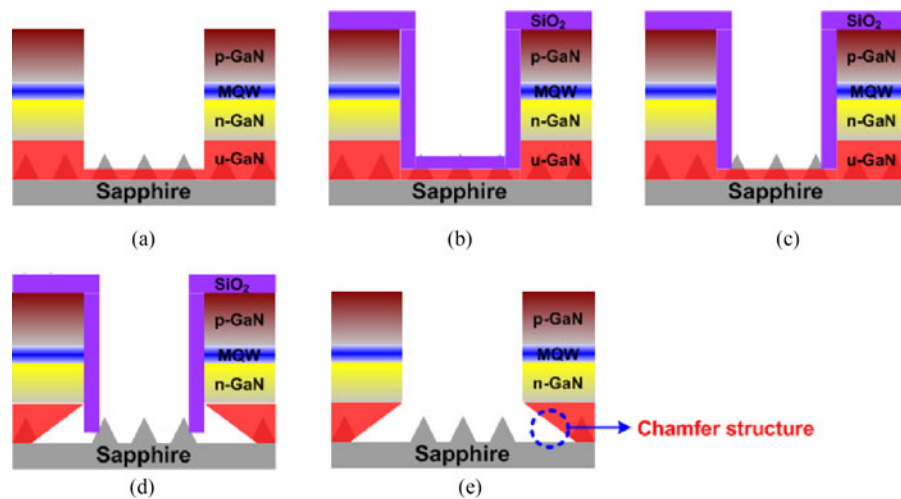 p-GaN
MQW
n-GaN
u-GaN
Sapphire
(a)
SiO2
p-GaN
MQW
n-GaN
u-GaN
Sapphire
(b)
SiO2
p-GaN
MQW
n-GaN
u-GaN
Sapphire
(c)
SiO2
p-GaN
MQW
n-GaN
Sapphire
(d)
p-GaN
MQW
n-GaN
Chamfer structure
Sapphire
(e)